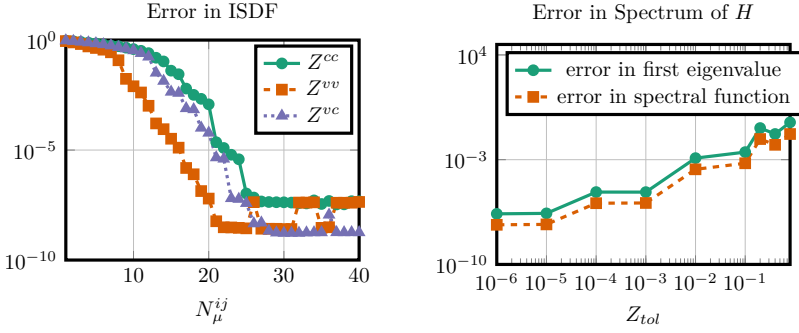 Error in ISDF
10^0
10^−5
10^−10
10 20 30 40
N_μ^{ij}
Z^{cc}
Z^{vv}
Z^{vc}
Error in Spectrum of H
10^4
10^−3
10^−10
10^−6 10^−5 10^−4 10^−3 10^−2 10^−1
Z_{tol}
error in first eigenvalue
error in spectral function